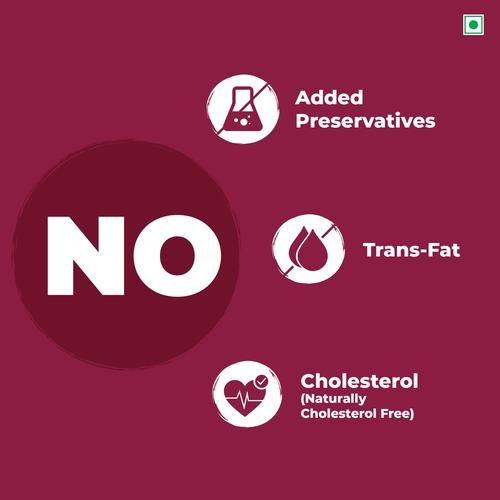 NO
Added
Preservatives
Trans-Fat
Cholesterol
(Naturally
Cholesterol Free)